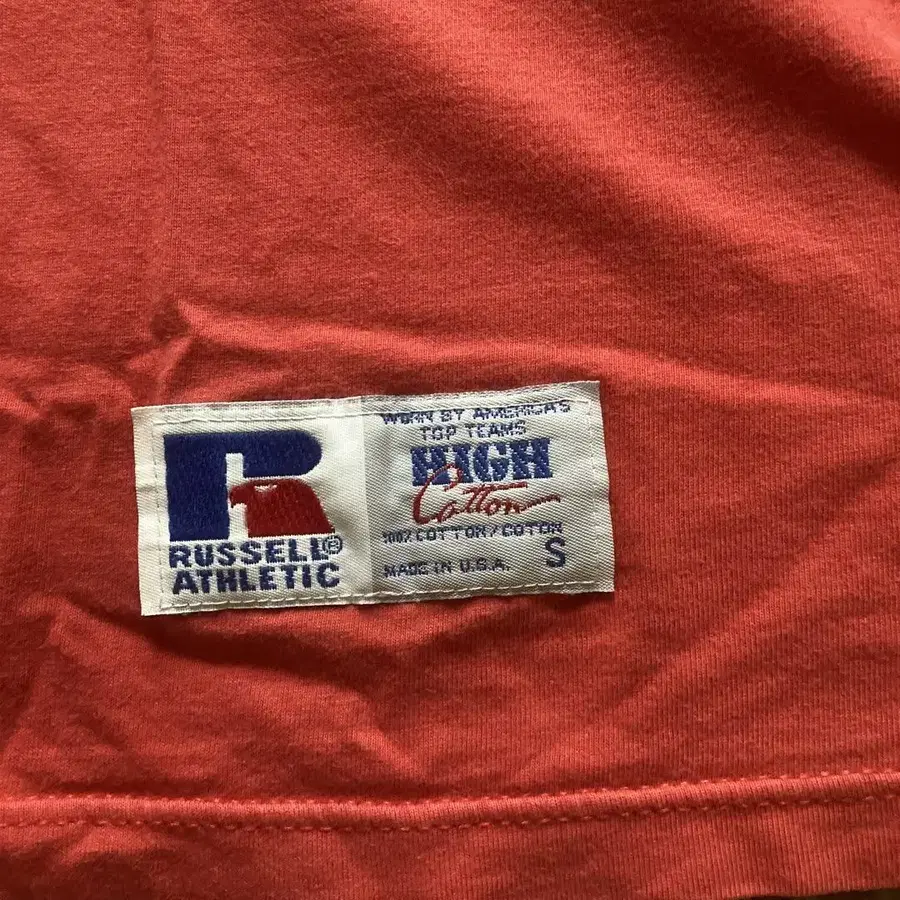 RUSSELL®
ATHLETIC
WORN BY AMERICA'S
TOP TEAMS
HIGH
Cotton
100% COTTON/COTON
MADE IN U.S.A.
S